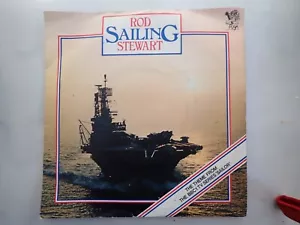 ROD
SAILING
STEWART
THE THEME FROM
THE BBC-TV SERIES 'SAILOR'